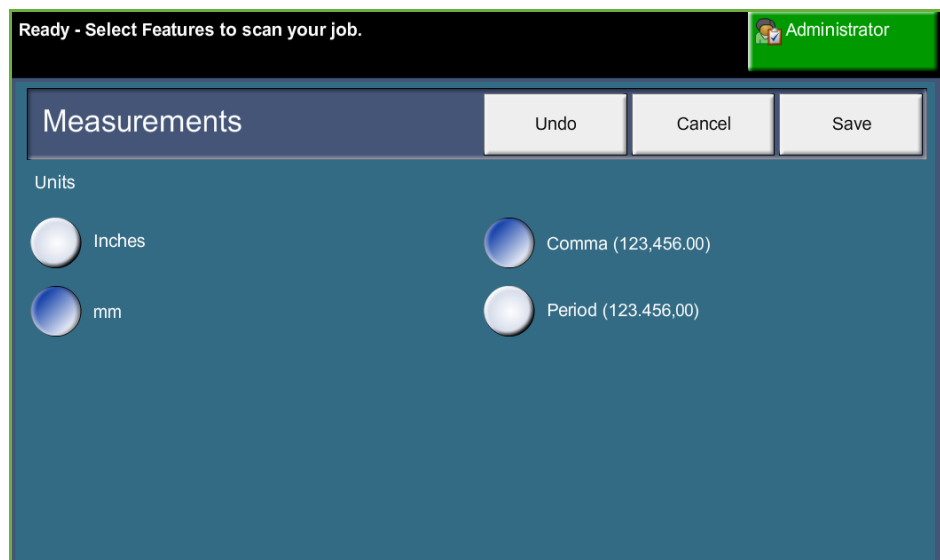 Ready - Select Features to scan your job.
Administrator
Measurements
Undo
Cancel
Save
Units
Inches
Comma (123,456.00)
mm
Period (123.456,00)